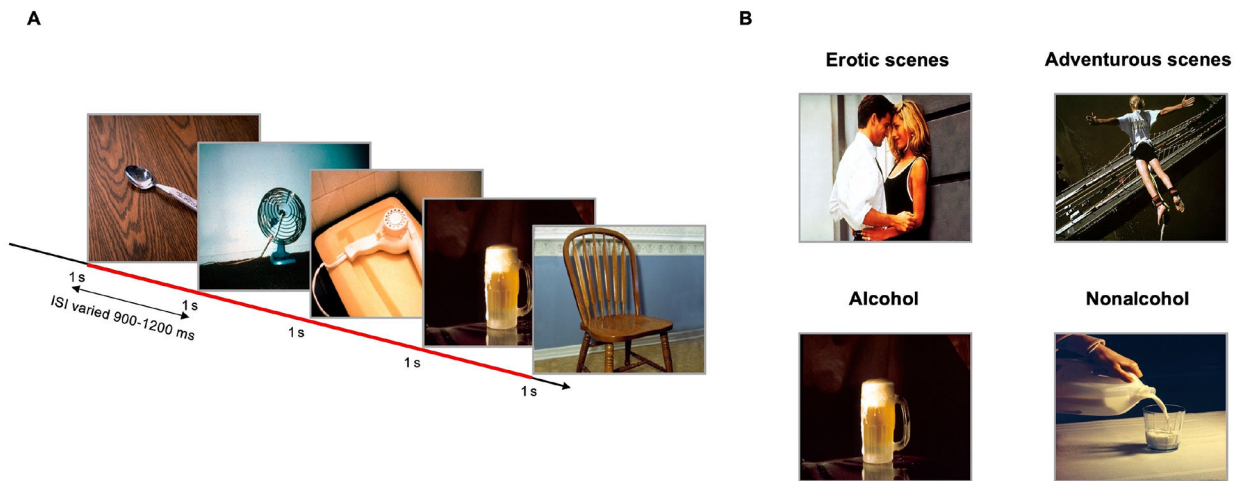 A
1 s
1 s
1 s
1 s
1 s
ISI varied 900-1200 ms
B
Erotic scenes
Adventurous scenes
Alcohol
Nonalcohol